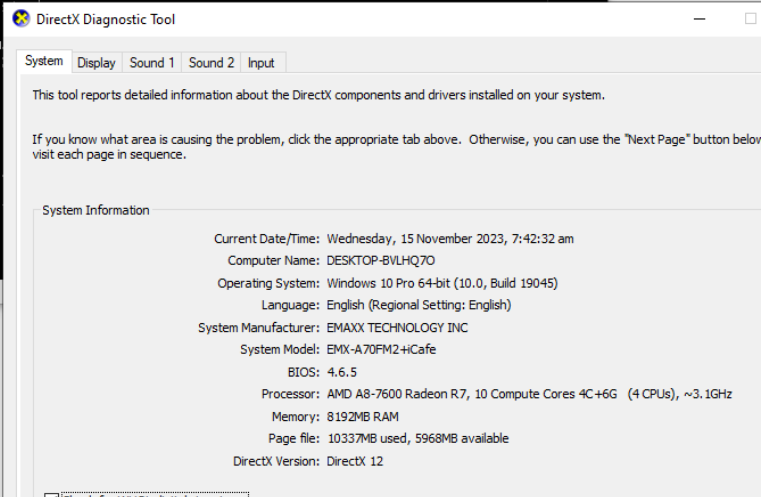 DirectX Diagnostic Tool
System Display Sound 1 Sound 2 Input
This tool reports detailed information about the DirectX components and drivers installed on your system.
If you know what area is causing the problem, click the appropriate tab above. Otherwise, you can use the "Next Page" button below
visit each page in sequence.
System Information
Current Date/Time: Wednesday, 15 November 2023, 7:42:32 am
Computer Name: DESKTOP-BVLHQ7O
Operating System: Windows 10 Pro 64-bit (10.0, Build 19045)
Language: English (Regional Setting: English)
System Manufacturer: EMAXX TECHNOLOGY INC
System Model: EMX-A70FM2+iCafe
BIOS: 4.6.5
Processor: AMD A8-7600 Radeon R7, 10 Compute Cores 4C+6G (4 CPUs), ~3.1GHz
Memory: 8192MB RAM
Page file: 10337MB used, 5968MB available
DirectX Version: DirectX 12